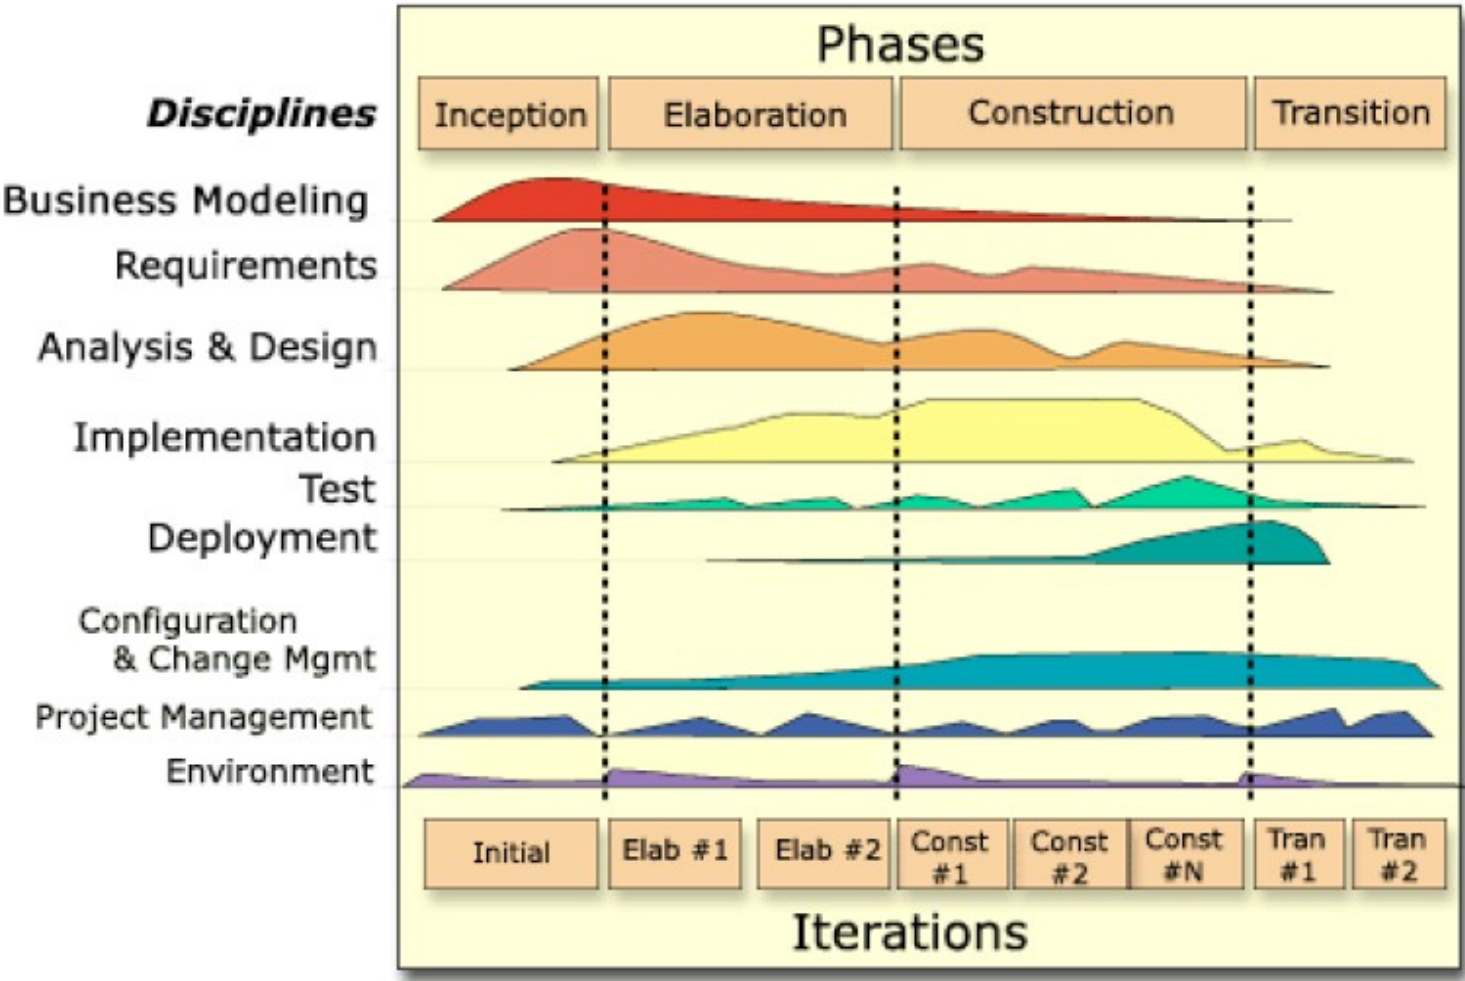 Phases
Disciplines
Inception
Elaboration
Construction
Transition
Business Modeling
Requirements
Analysis & Design
Implementation
Test
Deployment
Configuration
& Change Mgmt
Project Management
Environment
Initial
Elab #1
Elab #2
Const
#1
Const
#2
Const
#N
Tran
#1
Tran
#2
Iterations